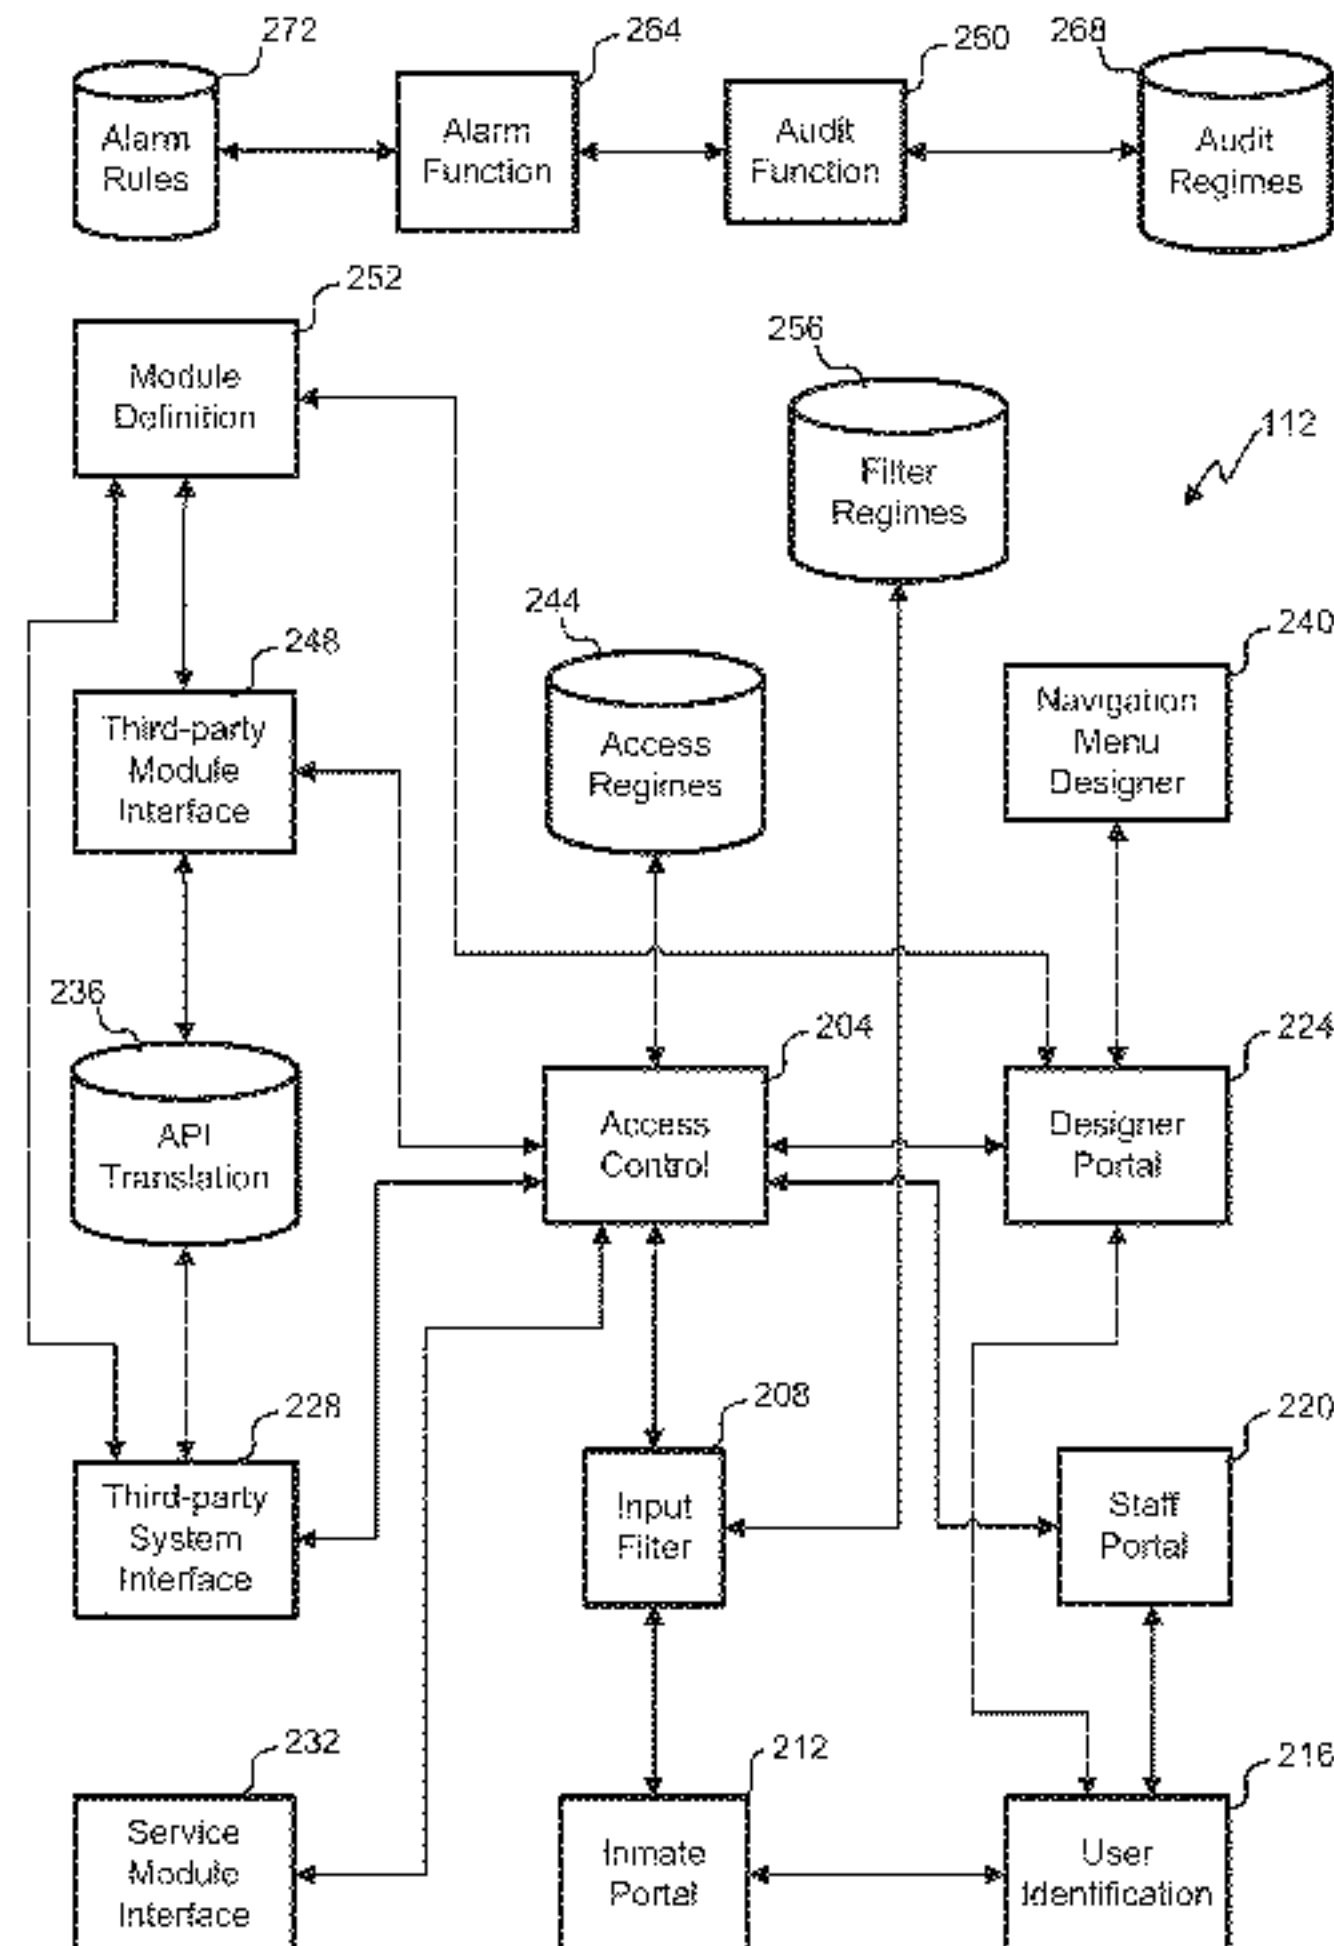 272
264
260
268
Alarm
Rules
Alarm
Function
Audit
Function
Audit
Regimes
252
256
Module
Definition
112
Filter
Regimes
244
240
248
Third-party
Module
Interface
Access
Regimes
Navigation
Menu
Designer
236
204
224
API
Translation
Access
Control
Designer
Portal
228
208
220
Third-party
System
Interface
Input
Filter
Staff
Portal
232
212
216
Service
Module
Interface
Inmate
Portal
User
Identification